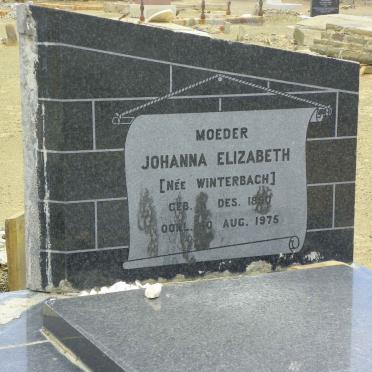 MOEDER
JOHANNA ELIZABETH
[NÉE WINTERBACH]
GEB. DES.
OORL. AUG. 1975